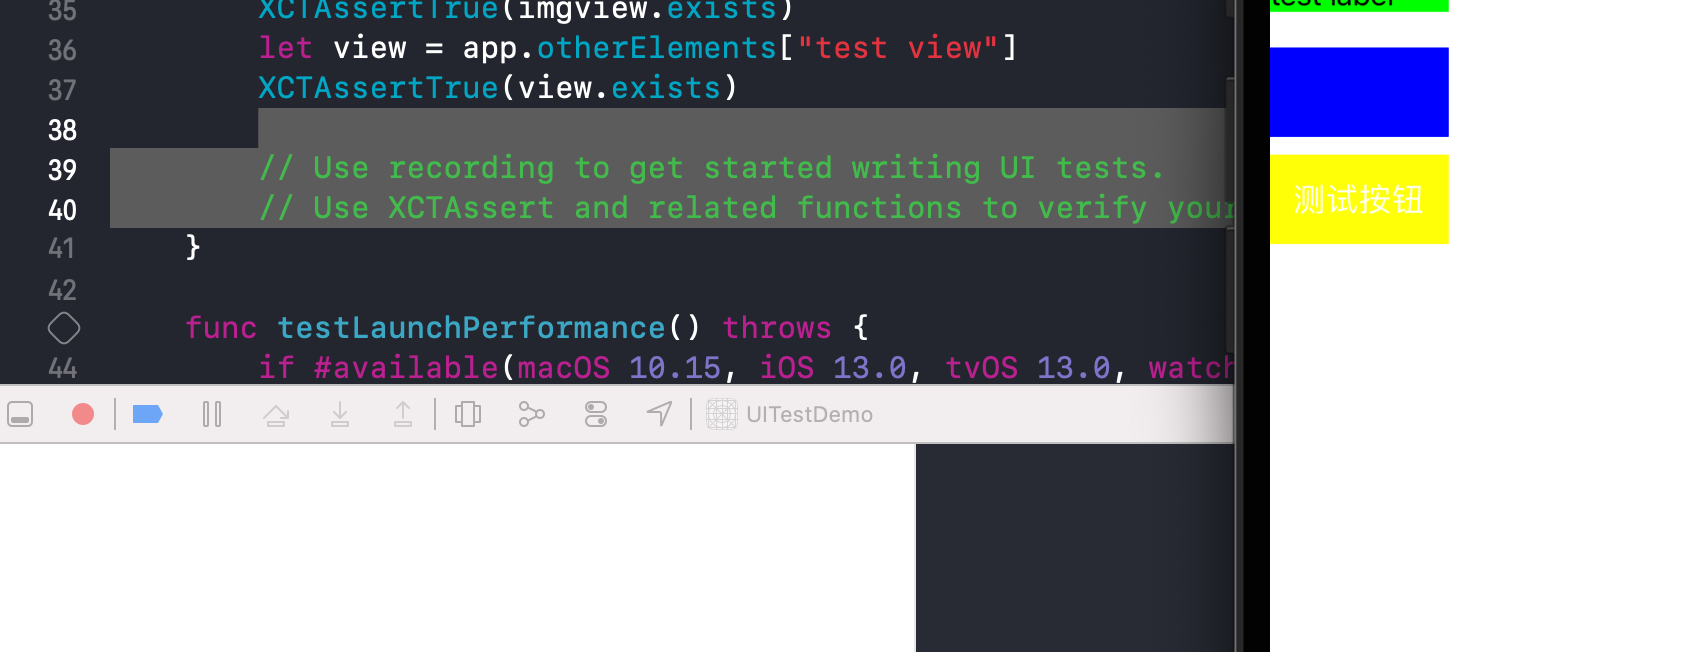 35 XCTAssertTrue(imgview.exists)
36 let view = app.otherElements["test view"]
37 XCTAssertTrue(view.exists)
38
39 // Use recording to get started writing UI tests.
40 // Use XCTAssert and related functions to verify your
41 }
42
func testLaunchPerformance() throws {
44 if #available(macOS 10.15, iOS 13.0, tvOS 13.0, watch
UITestDemo
test label
测试按钮